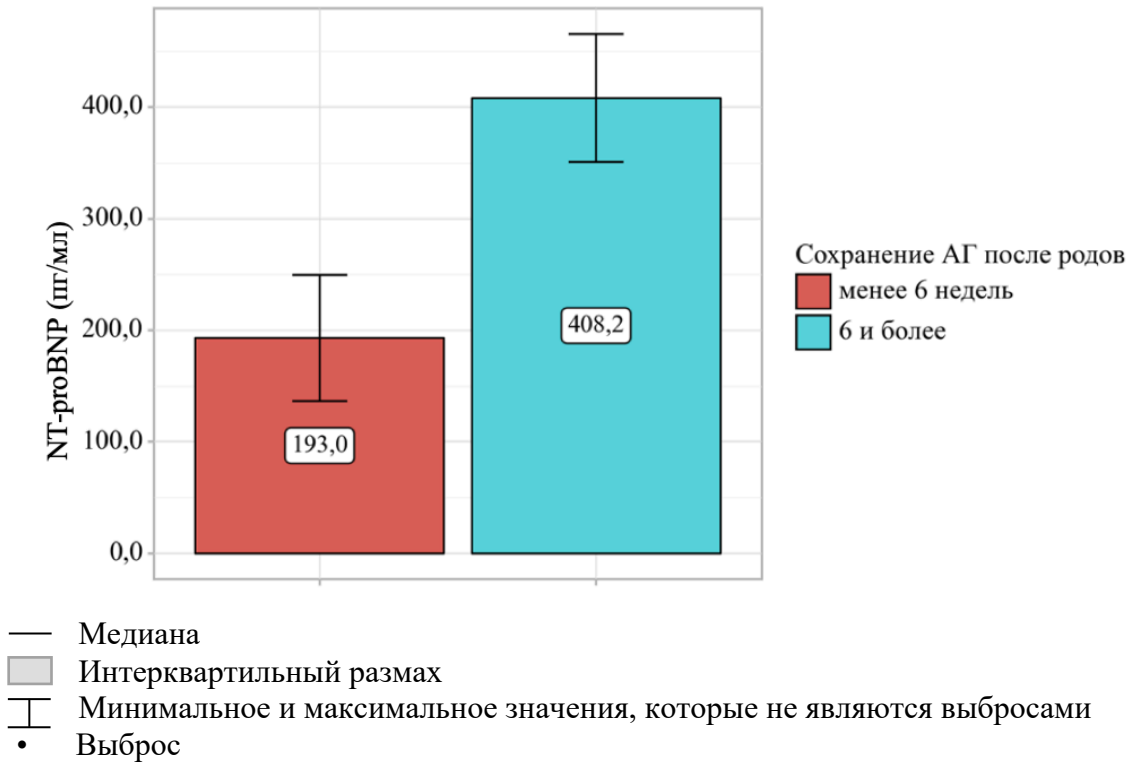 NT-proBNP (пг/мл)
400,0
300,0
200,0
100,0
0,0
193,0
408,2
Сохранение АГ после родов
менее 6 недель
6 и более
Медиана
Интерквартильный размах
Минимальное и максимальное значения, которые не являются выбросами
Выброс